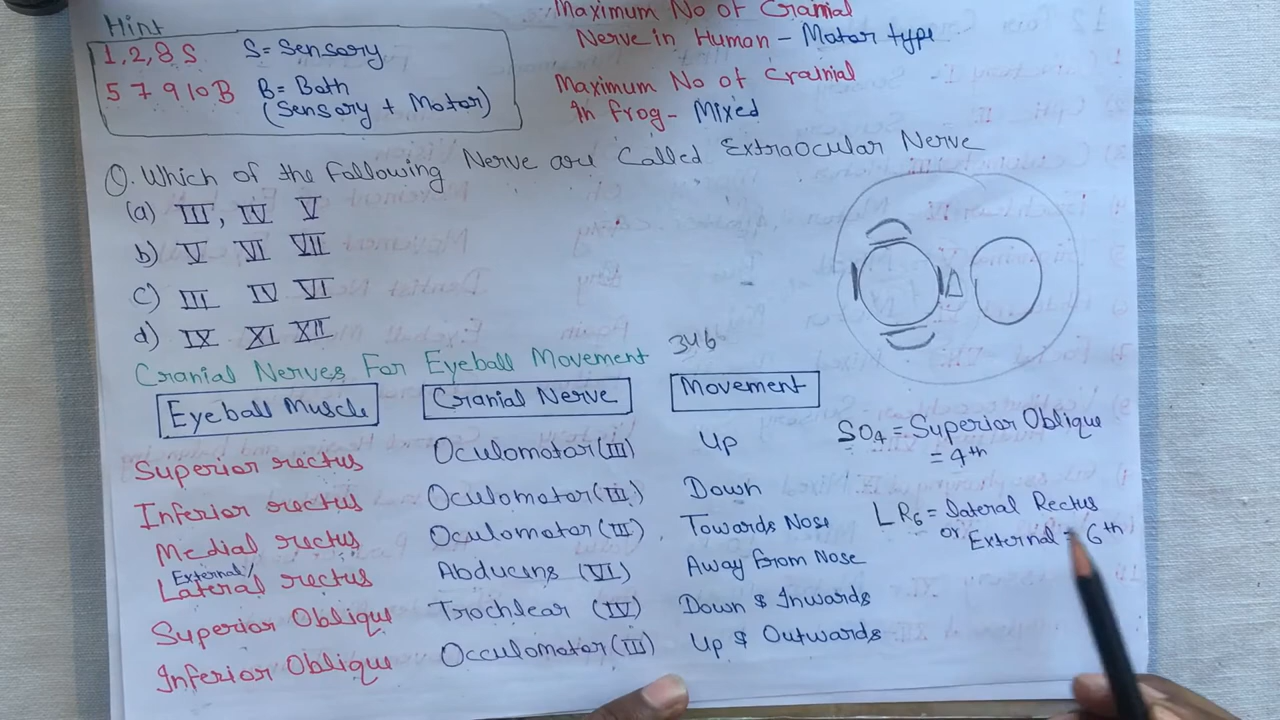 Hint
1,2,8 S S= Sensory
5 7 9 10 B B= Both
(Sensory + Motor)
Maximum No of Cranial
Nerve in Human - Motor type
Maximum No of Crainial
In Frog- Mixed
Q. Which of the Following Nerve are Called Extraocular Nerve
(a) III, IV V
b) V VI VII
c) III IV VI
d) IX XI XII
Cranial Nerves For Eyeball Movement 346
Eyeball Muscle Cranial Nerve Movement
Superior rectus Oculomotor (III) Up
Inferior rectus Oculomotor (III) Down
Medial rectus Oculomotor (III) Towards Nose
External/
Lateral rectus Abducens (VI) Away From Nose
Superior Oblique Trochlear (IV) Down & Inwards
Inferior Oblique Occulomotor (III) Up & Outwards
SO4 = Superior Oblique
= 4th
LR6 = lateral Rectus
or External = 6th